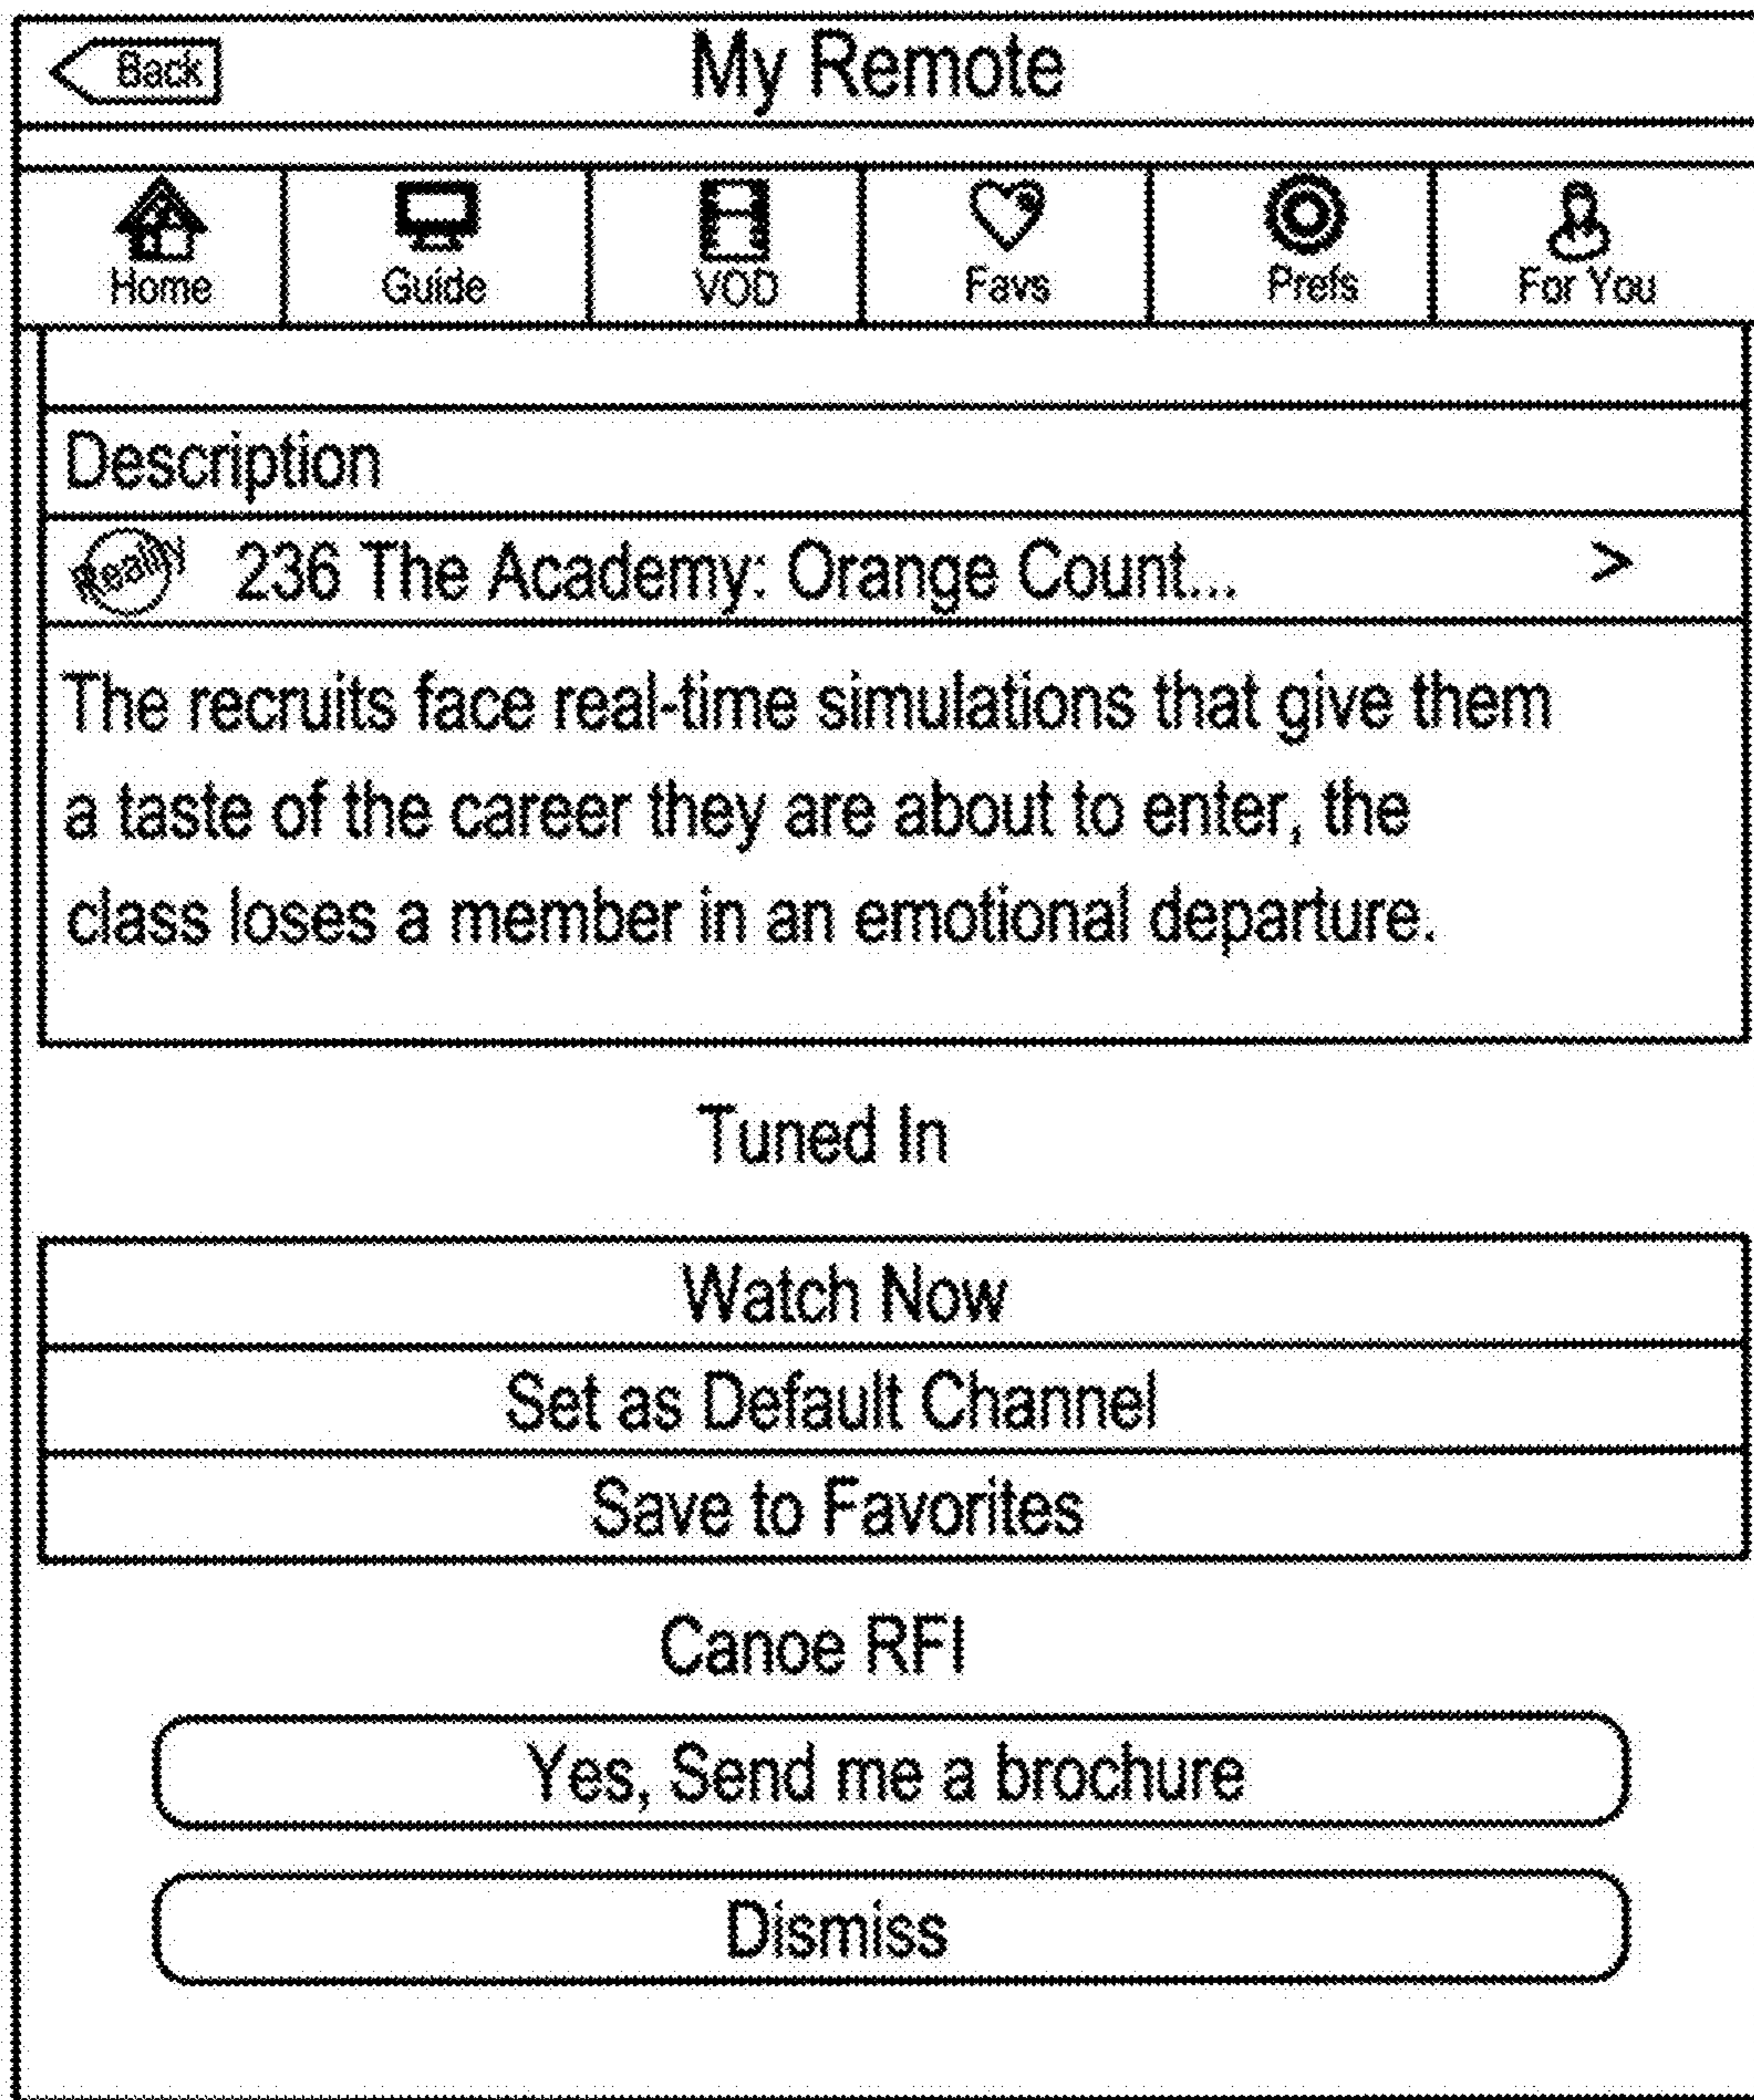 Back
My Remote
Home
Guide
VOD
Favs
Prefs
For You
Description
Reality
236 The Academy: Orange Count... >
The recruits face real-time simulations that give them
a taste of the career they are about to enter, the
class loses a member in an emotional departure.
Tuned In
Watch Now
Set as Default Channel
Save to Favorites
Canoe RFI
Yes, Send me a brochure
Dismiss